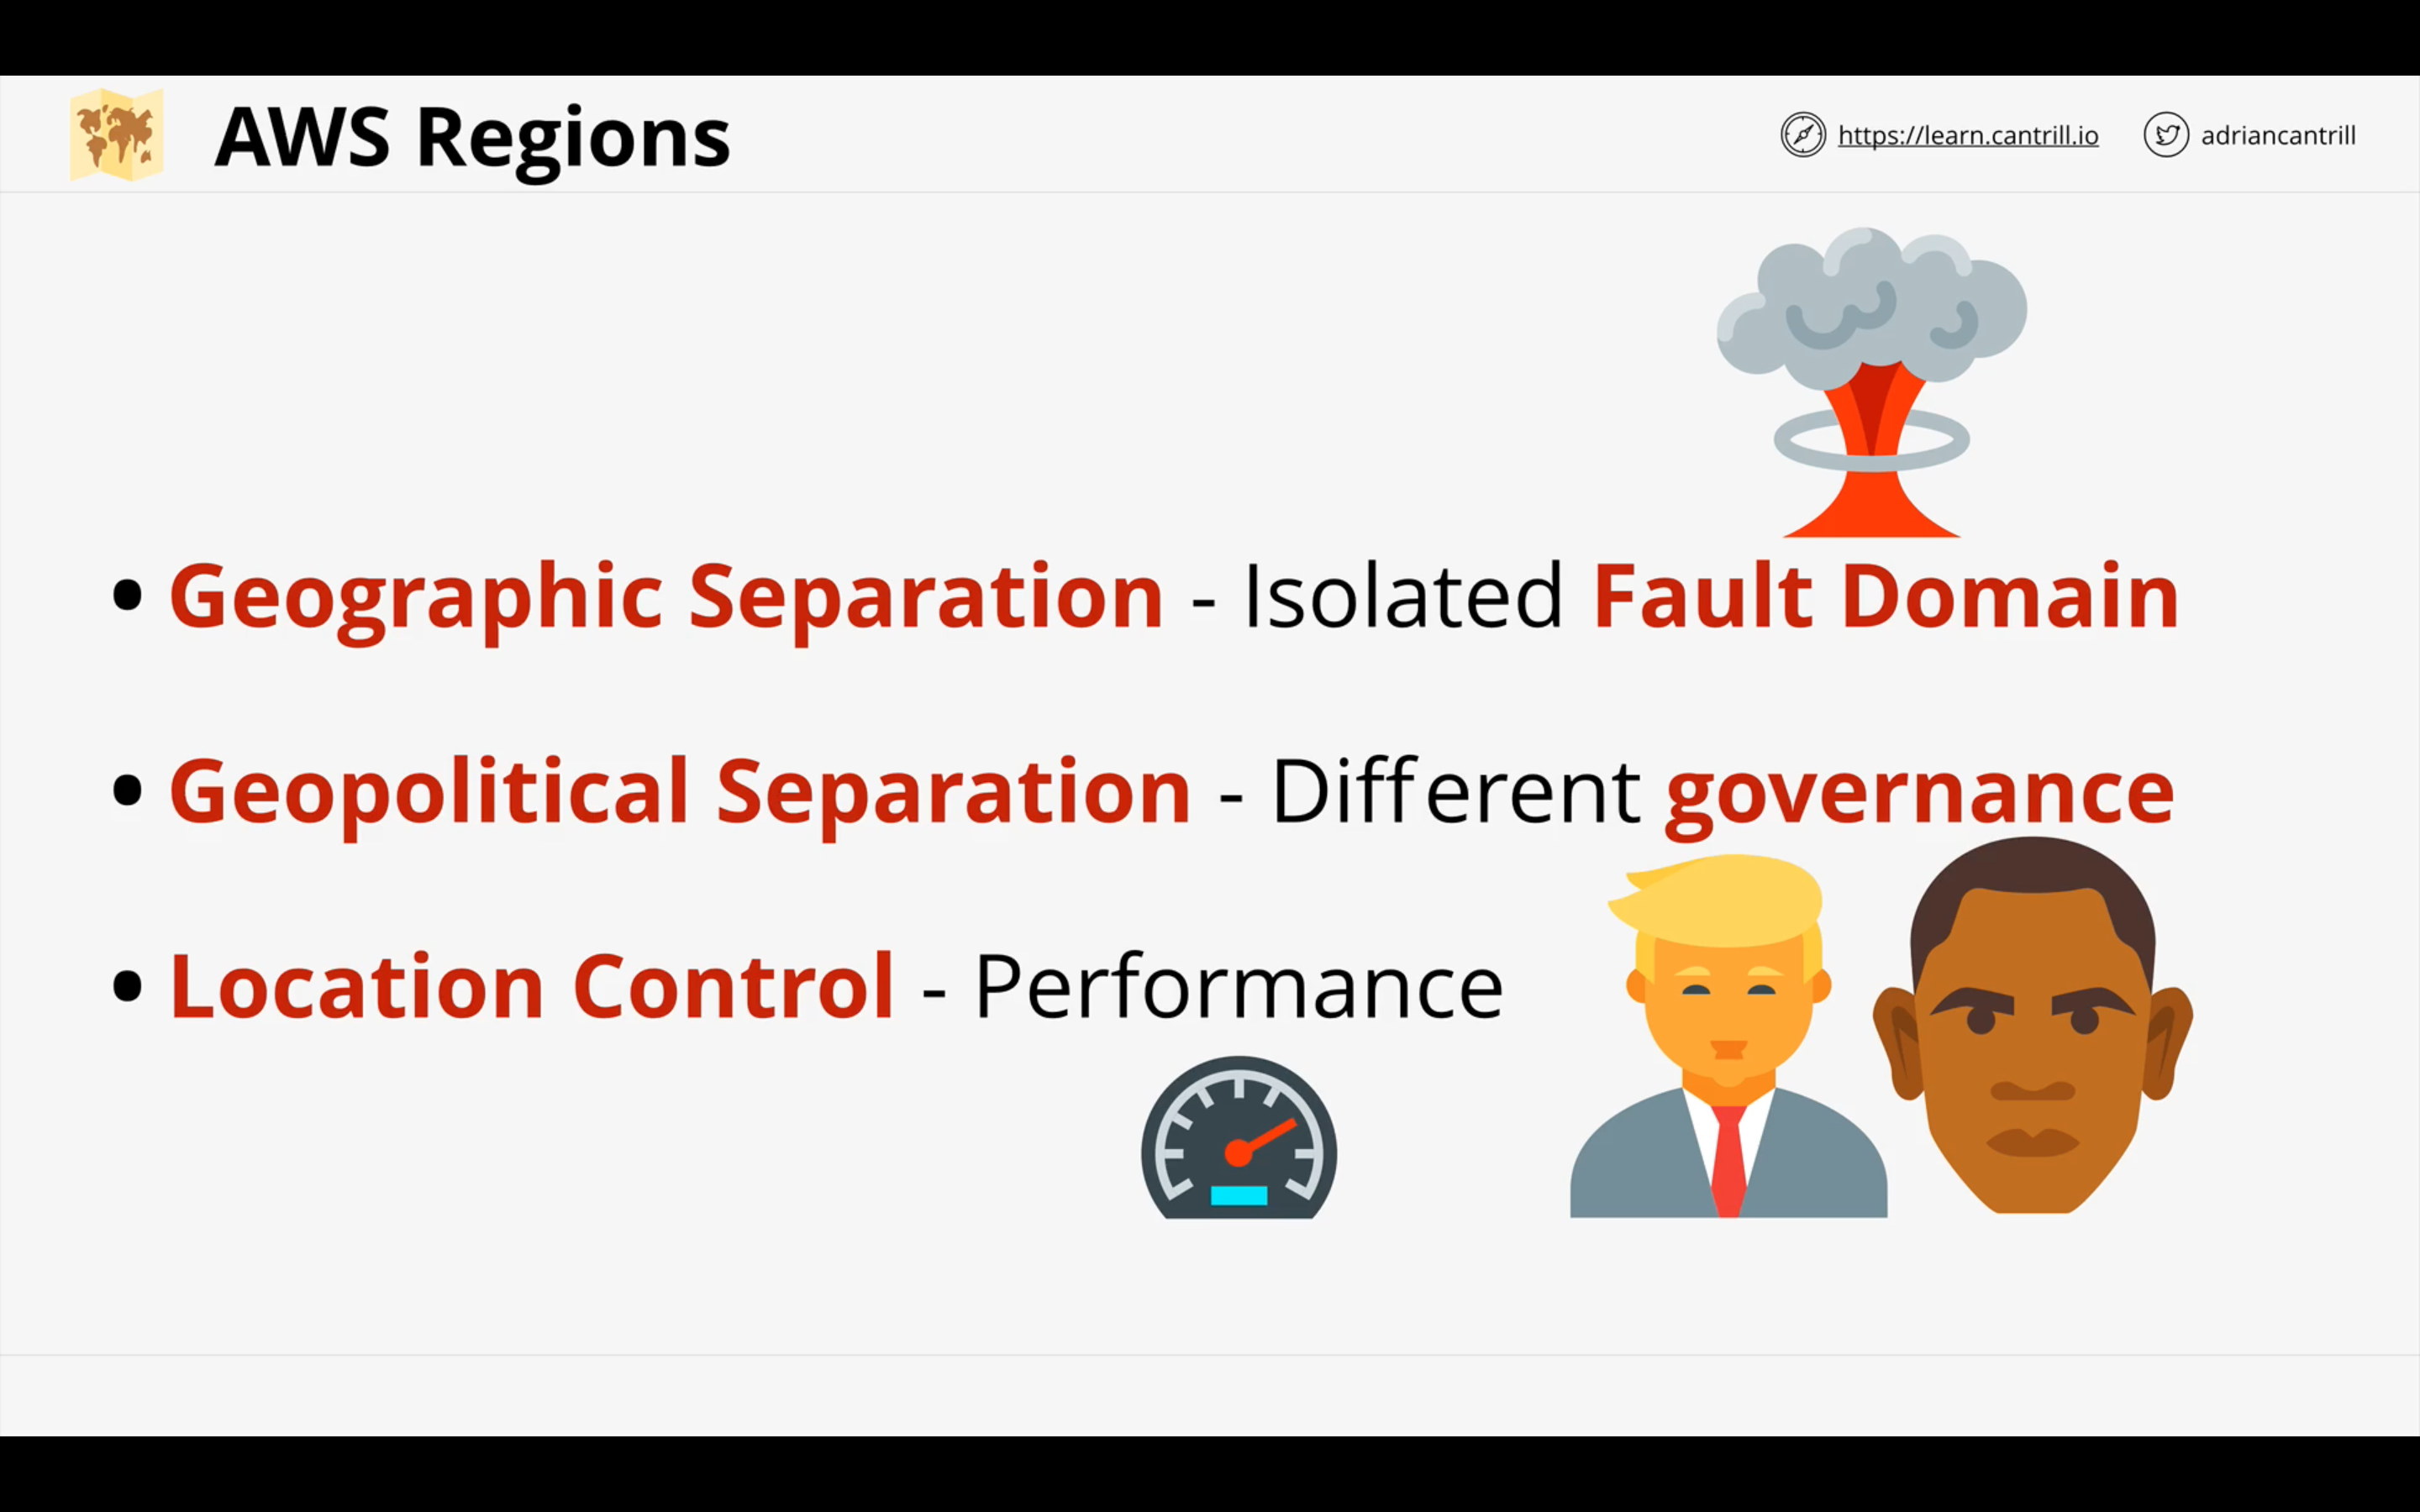 AWS Regions
https://learn.cantrill.io
adriancantrill
• Geographic Separation - Isolated Fault Domain
• Geopolitical Separation - Different governance
• Location Control - Performance